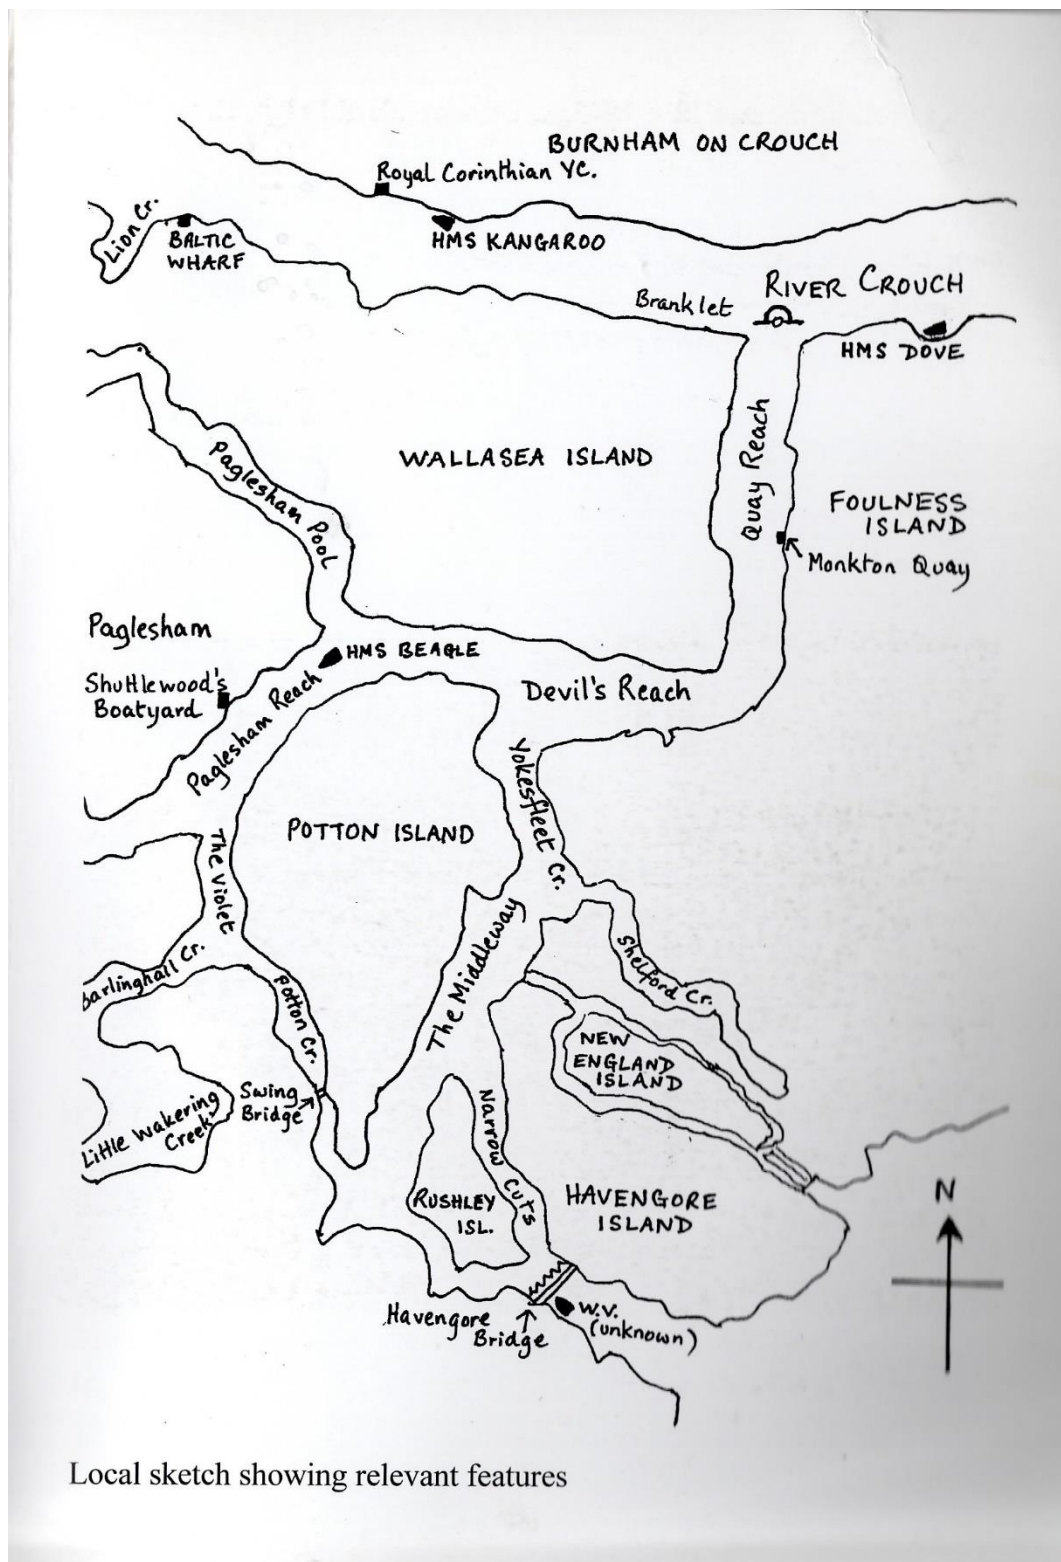 BURNHAM ON CROUCH
Royal Corinthian YC.
Lion Cr.
BALTIC
WHARF
HMS KANGAROO
Branklet
RIVER CROUCH
HMS DOVE
WALLASEA ISLAND
Quay Reach
Paglesham Pool
FOULNESS
ISLAND
Monkton Quay
Paglesham
HMS BEAGLE
Shuttlewood's
Boatyard
Paglesham Reach
Devil's Reach
Yokesfleet Cr.
POTTON ISLAND
The Violet
Barlinghall Cr.
Potton Cr.
The Middleway
Shelford Cr.
NEW
ENGLAND
ISLAND
Swing
Bridge
Little Wakering
Creek
Narrow Cuts
RUSHLEY
ISL.
HAVENGORE
ISLAND
N
Havengore
Bridge
W.V.
(unknown)
Local sketch showing relevant features